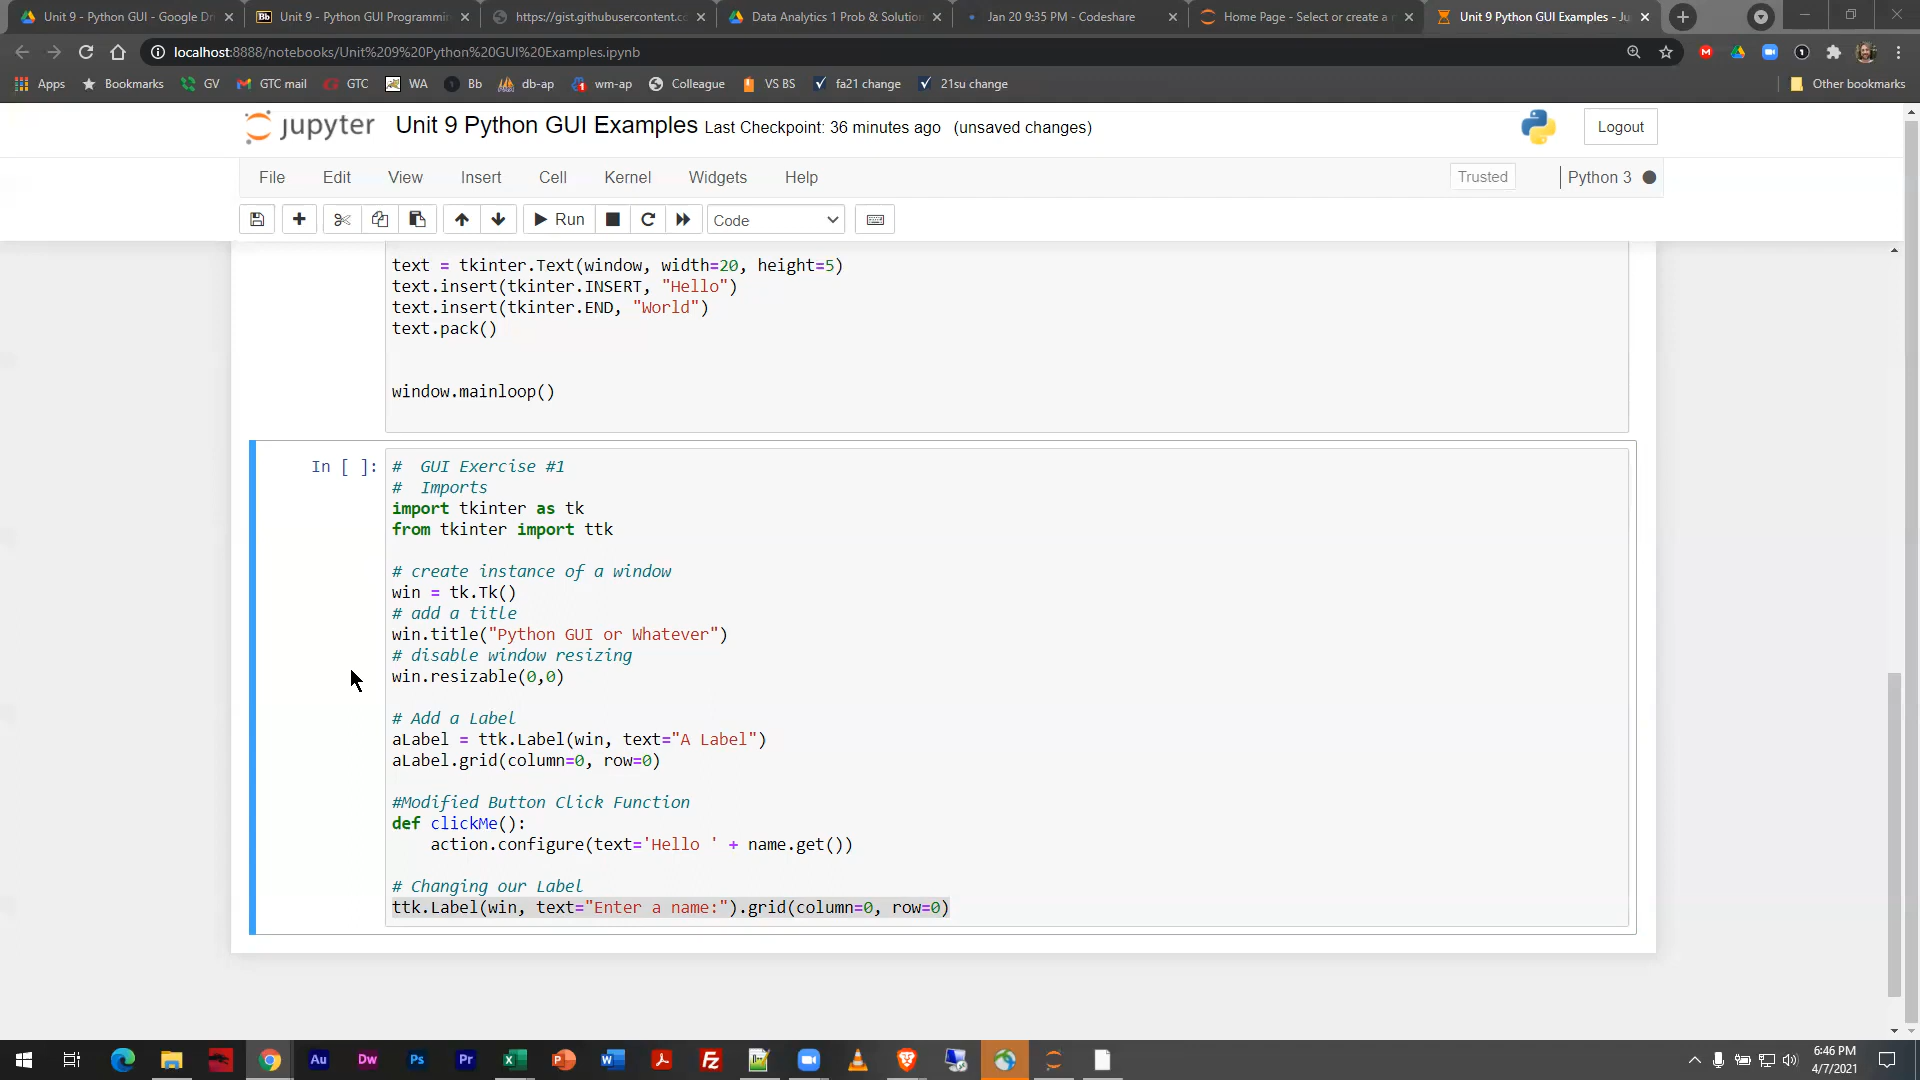 Unit 9 - Python GUI - Google Dr
Unit 9 - Python GUI Programmin
https://gist.githubusercontent.co
Data Analytics 1 Prob & Solution
Jan 20 9:35 PM - Codeshare
Home Page - Select or create a n
Unit 9 Python GUI Examples - Ju
localhost:8888/notebooks/Unit%209%20Python%20GUI%20Examples.ipynb
Apps Bookmarks GV GTC mail GTC WA Bb db-ap wm-ap Colleague VS BS fa21 change 21su change Other bookmarks
jupyter Unit 9 Python GUI Examples Last Checkpoint: 36 minutes ago (unsaved changes) Logout
File Edit View Insert Cell Kernel Widgets Help Trusted Python 3
Run Code
text = tkinter.Text(window, width=20, height=5)
text.insert(tkinter.INSERT, "Hello")
text.insert(tkinter.END, "World")
text.pack()
window.mainloop()
In [ ]: #  GUI Exercise #1
#  Imports
import tkinter as tk
from tkinter import ttk
# create instance of a window
win = tk.Tk()
# add a title
win.title("Python GUI or Whatever")
# disable window resizing
win.resizable(0,0)
# Add a Label
aLabel = ttk.Label(win, text="A Label")
aLabel.grid(column=0, row=0)
#Modified Button Click Function
def clickMe():
    action.configure(text='Hello ' + name.get())
# Changing our Label
ttk.Label(win, text="Enter a name:").grid(column=0, row=0)
Au Dw Ps Pr
6:46 PM
4/7/2021